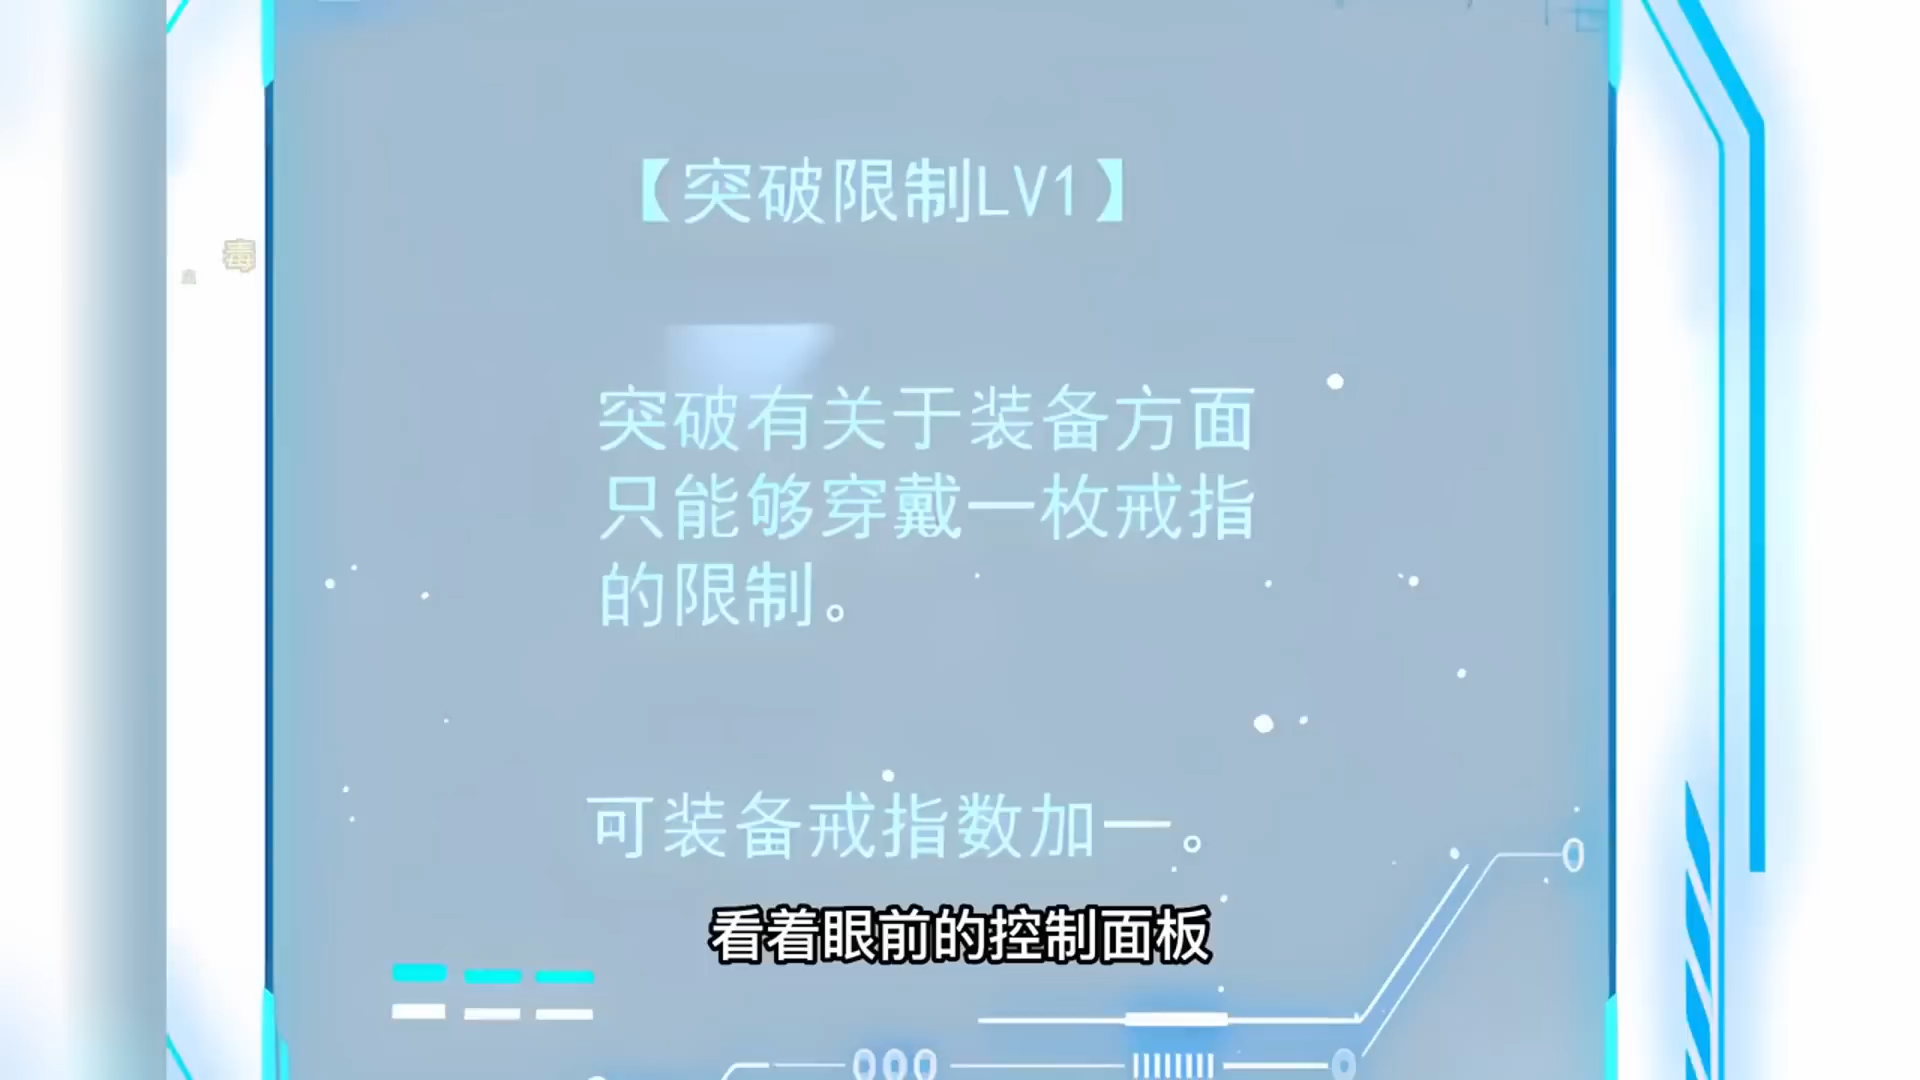 【突破限制LV1】
毒
突破有关于装备方面
只能够穿戴一枚戒指
的限制。
可装备戒指数加一。
看着眼前的控制面板